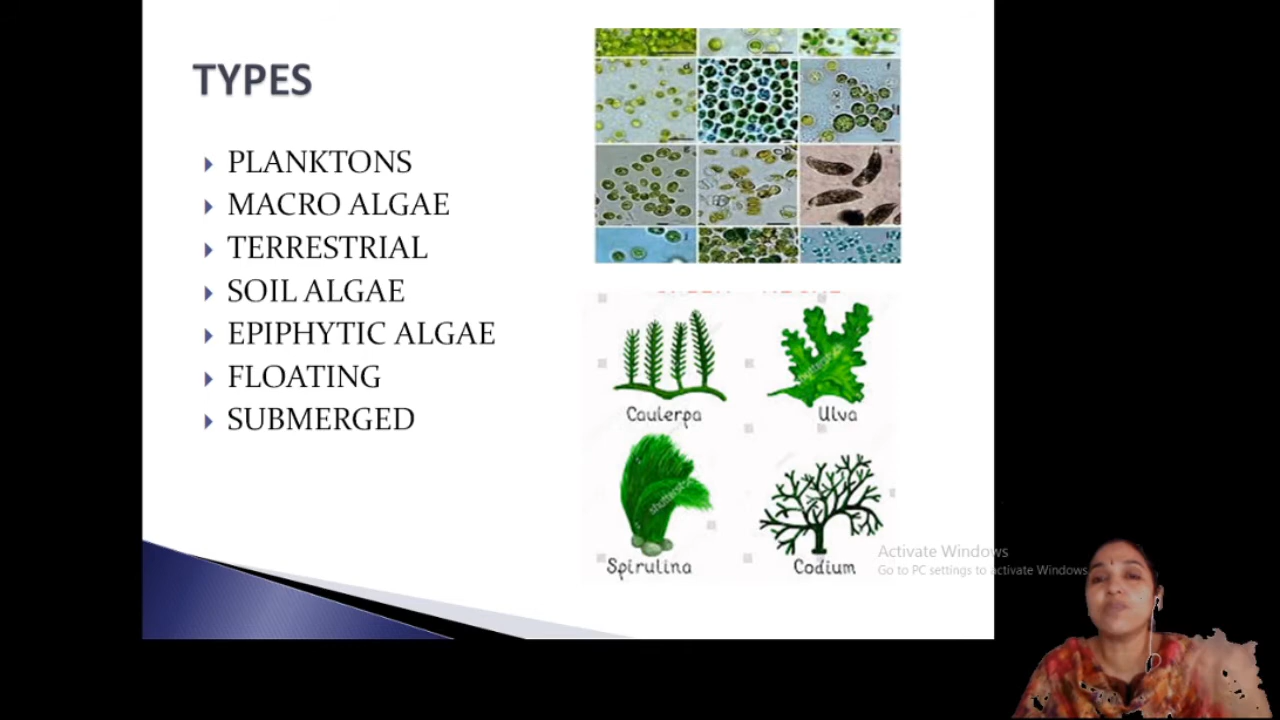 TYPES
PLANKTONS
MACRO ALGAE
TERRESTRIAL
SOIL ALGAE
EPIPHYTIC ALGAE
FLOATING
SUBMERGED
Caulerpa
Ulva
Spirulina
Codium
Activate Windows
Go to PC settings to activate Windows.